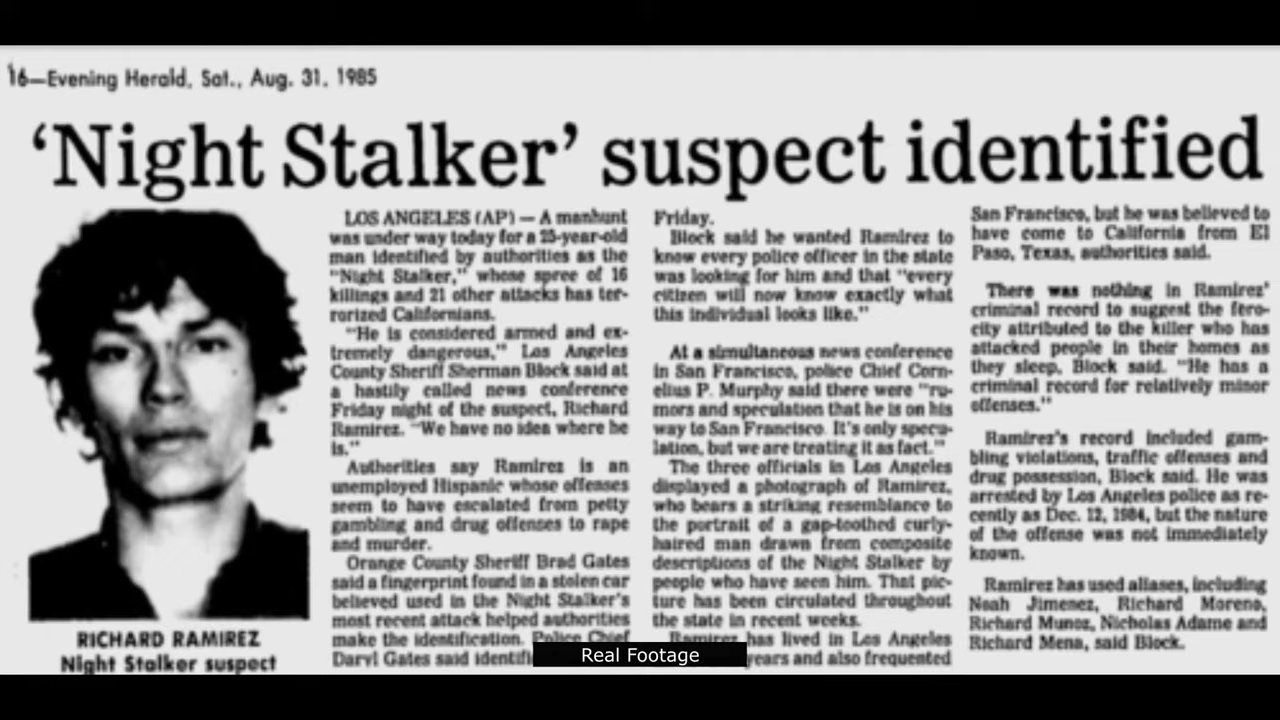 16—Evening Herald, Sat., Aug. 31, 1985
'Night Stalker' suspect identified
RICHARD RAMIREZ
Night Stalker suspect
LOS ANGELES (AP) — A manhunt
was under way today for a 25-year-old
man identified by authorities as the
"Night Stalker," whose spree of 16
killings and 21 other attacks has ter-
rorized Californians.
"He is considered armed and ex-
tremely dangerous," Los Angeles
County Sheriff Sherman Block said at
a hastily called news conference
Friday night of the suspect, Richard
Ramirez. "We have no idea where he
is."
Authorities say Ramirez is an
unemployed Hispanic whose offenses
seem to have escalated from petty
gambling and drug offenses to rape
and murder.
Orange County Sheriff Brad Gates
said a fingerprint found in a stolen car
believed used in the Night Stalker's
most recent attack helped authorities
make the identification. Police Chief
Daryl Gates said identifi
Friday.
Block said he wanted Ramirez to
know every police officer in the state
was looking for him and that "every
citizen will now know exactly what
this individual looks like."
At a simultaneous news conference
in San Francisco, police Chief Corn-
elius P. Murphy said there were "ru-
mors and speculation that he is on his
way to San Francisco. It's only specu-
lation, but we are treating it as fact."
The three officials in Los Angeles
displayed a photograph of Ramirez,
who bears a striking resemblance to
the portrait of a gap-toothed curly-
haired man drawn from composite
descriptions of the Night Stalker by
people who have seen him. That pic-
ture has been circulated throughout
the state in recent weeks.
Ramirez has lived in Los Angeles
years and also frequented
San Francisco, but he was believed to
have come to California from El
Paso, Texas, authorities said.
There was nothing in Ramirez'
criminal record to suggest the fero-
city attributed to the killer who has
attacked people in their homes as
they sleep, Block said. "He has a
criminal record for relatively minor
offenses."
Ramirez's record included gam-
bling violations, traffic offenses and
drug possession, Block said. He was
arrested by Los Angeles police as re-
cently as Dec. 12, 1984, but the nature
of the offense was not immediately
known.
Ramirez has used aliases, including
Noah Jimenez, Richard Moreno,
Richard Munoz, Nicholas Adame and
Richard Mena, said Block.
Real Footage